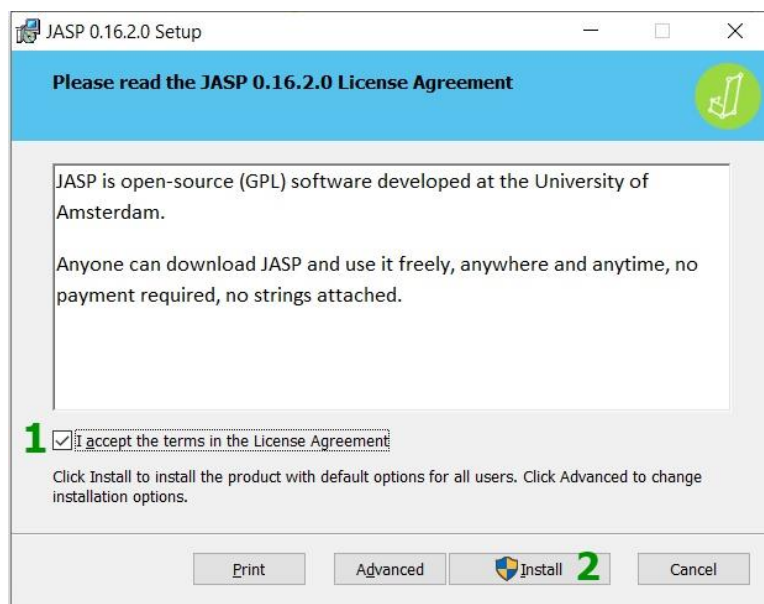 JASP 0.16.2.0 Setup
Please read the JASP 0.16.2.0 License Agreement
JASP is open-source (GPL) software developed at the University of
Amsterdam.
Anyone can download JASP and use it freely, anywhere and anytime, no
payment required, no strings attached.
1 I accept the terms in the License Agreement
Click Install to install the product with default options for all users. Click Advanced to change
installation options.
Print Advanced Install 2 Cancel